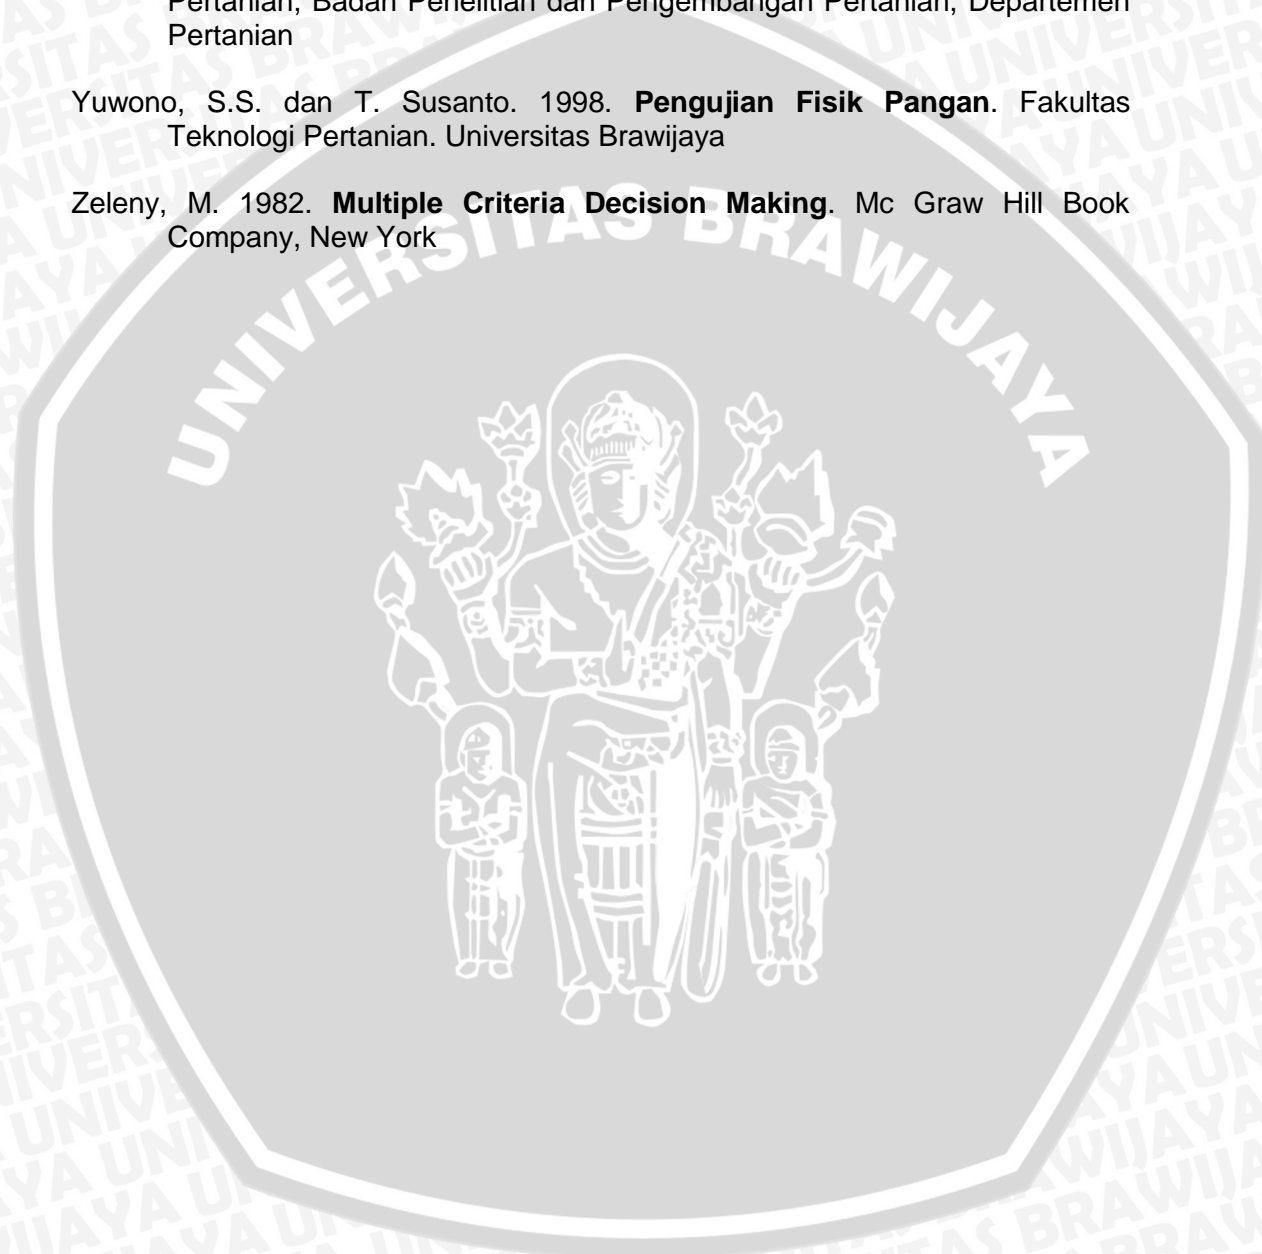 Pertanian, Badan Penelitian dan Pengembangan Pertanian, Departemen
Pertanian
Yuwono, S.S. dan T. Susanto. 1998. Pengujian Fisik Pangan. Fakultas
Teknologi Pertanian. Universitas Brawijaya
Zeleny, M. 1982. Multiple Criteria Decision Making. Mc Graw Hill Book
Company, New York
UNIVERSITAS BRAWIJAYA